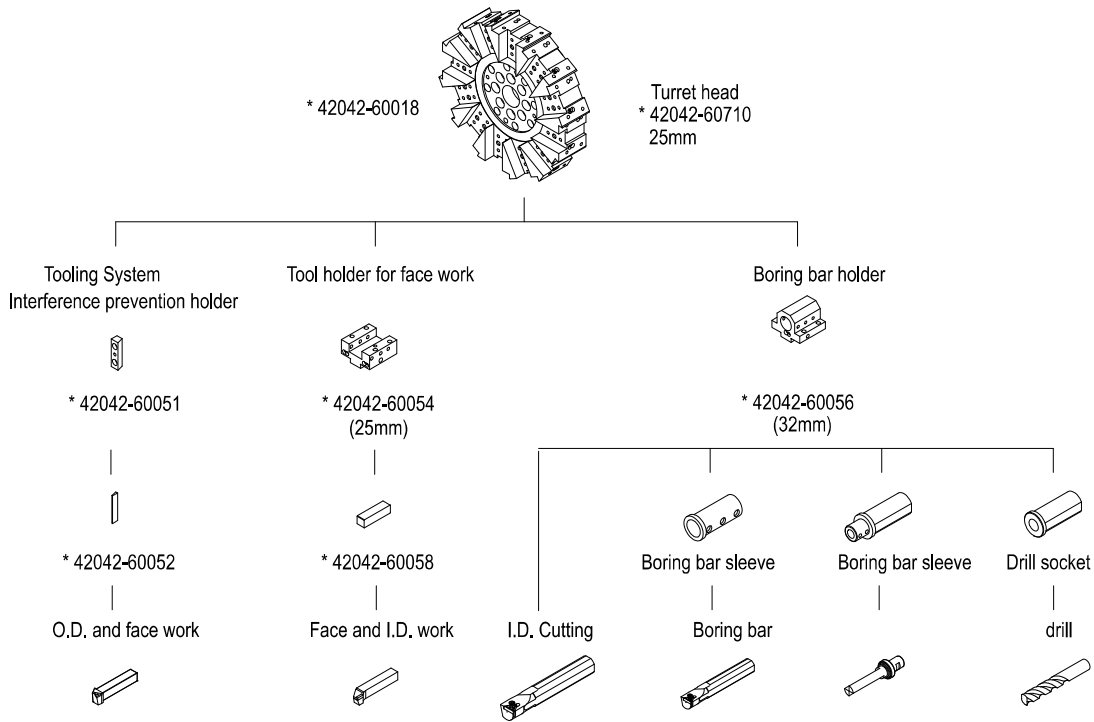 * 42042-60018
Turret head
* 42042-60710
25mm
Tooling System
Interference prevention holder
Tool holder for face work
Boring bar holder
* 42042-60051
* 42042-60054
(25mm)
* 42042-60056
(32mm)
* 42042-60052
* 42042-60058
Boring bar sleeve
Boring bar sleeve
Drill socket
O.D. and face work
Face and I.D. work
I.D. Cutting
Boring bar
drill